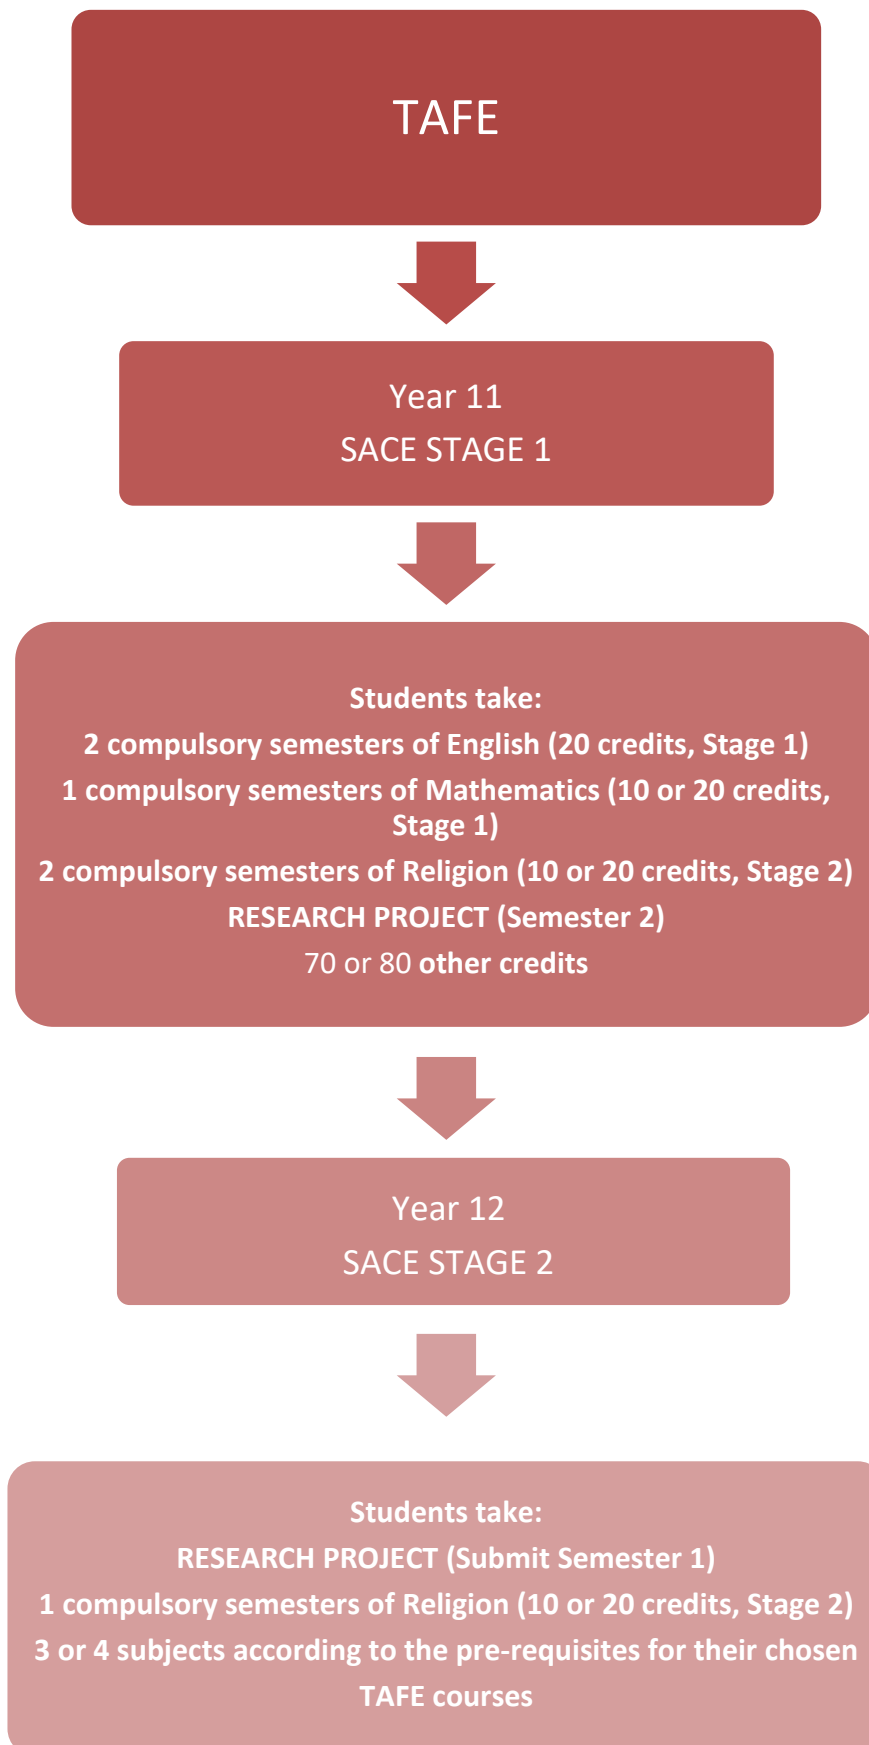 TAFE
Year 11
SACE STAGE 1
Students take:
2 compulsory semesters of English (20 credits, Stage 1)
1 compulsory semesters of Mathematics (10 or 20 credits,
Stage 1)
2 compulsory semesters of Religion (10 or 20 credits, Stage 2)
RESEARCH PROJECT (Semester 2)
70 or 80 other credits
Year 12
SACE STAGE 2
Students take:
RESEARCH PROJECT (Submit Semester 1)
1 compulsory semesters of Religion (10 or 20 credits, Stage 2)
3 or 4 subjects according to the pre-requisites for their chosen
TAFE courses